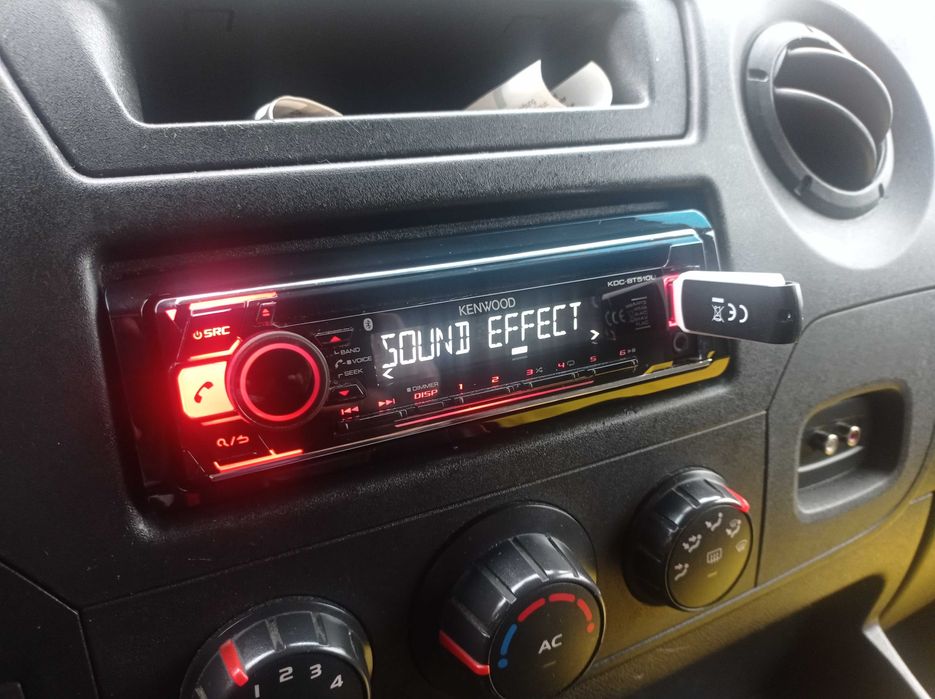 KENWOOD
KDC-BT510U
SRC
SOUND EFFECT
BAND
VOICE
SEEK
DIMMER
DISP
1 2 3 4 5 6
CE
AC
1 2 3 4